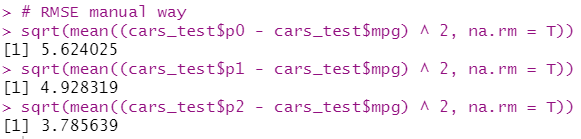 > # RMSE manual way
> sqrt(mean((cars_test$p0 - cars_test$mpg) ^ 2, na.rm = T))
[1] 5.624025
> sqrt(mean((cars_test$p1 - cars_test$mpg) ^ 2, na.rm = T))
[1] 4.928319
> sqrt(mean((cars_test$p2 - cars_test$mpg) ^ 2, na.rm = T))
[1] 3.785639